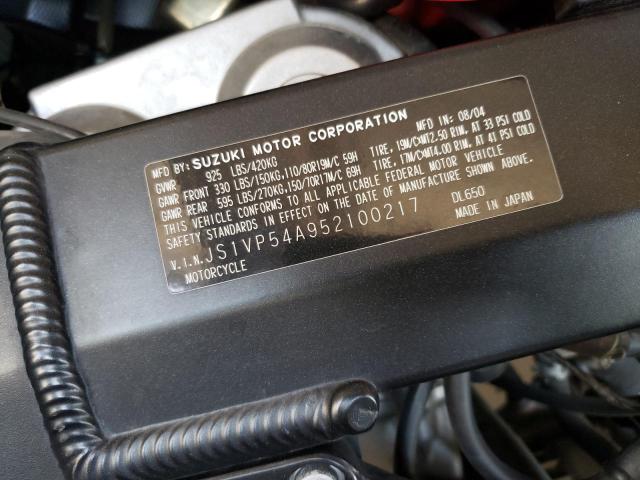 MFD BY: SUZUKI MOTOR CORPORATION MFD IN: 08/04
GVWR 925 LBS/420KG
GAWR FRONT 330 LBS/150KG,110/80R19M/C 59H TIRE, 19M/C×MT2.50 RIM, AT 33 PSI COLD
GAWR REAR 595 LBS/270KG,150/70R17M/C 69H TIRE, 17M/C×MT4.00 RIM, AT 41 PSI COLD
THIS VEHICLE CONFORMS TO ALL APPLICABLE FEDERAL MOTOR VEHICLE
SAFETY STANDARDS IN EFFECT ON THE DATE OF MANUFACTURE SHOWN ABOVE.
V.I.N. JS1VP54A952100217 DL650
MOTORCYCLE MADE IN JAPAN